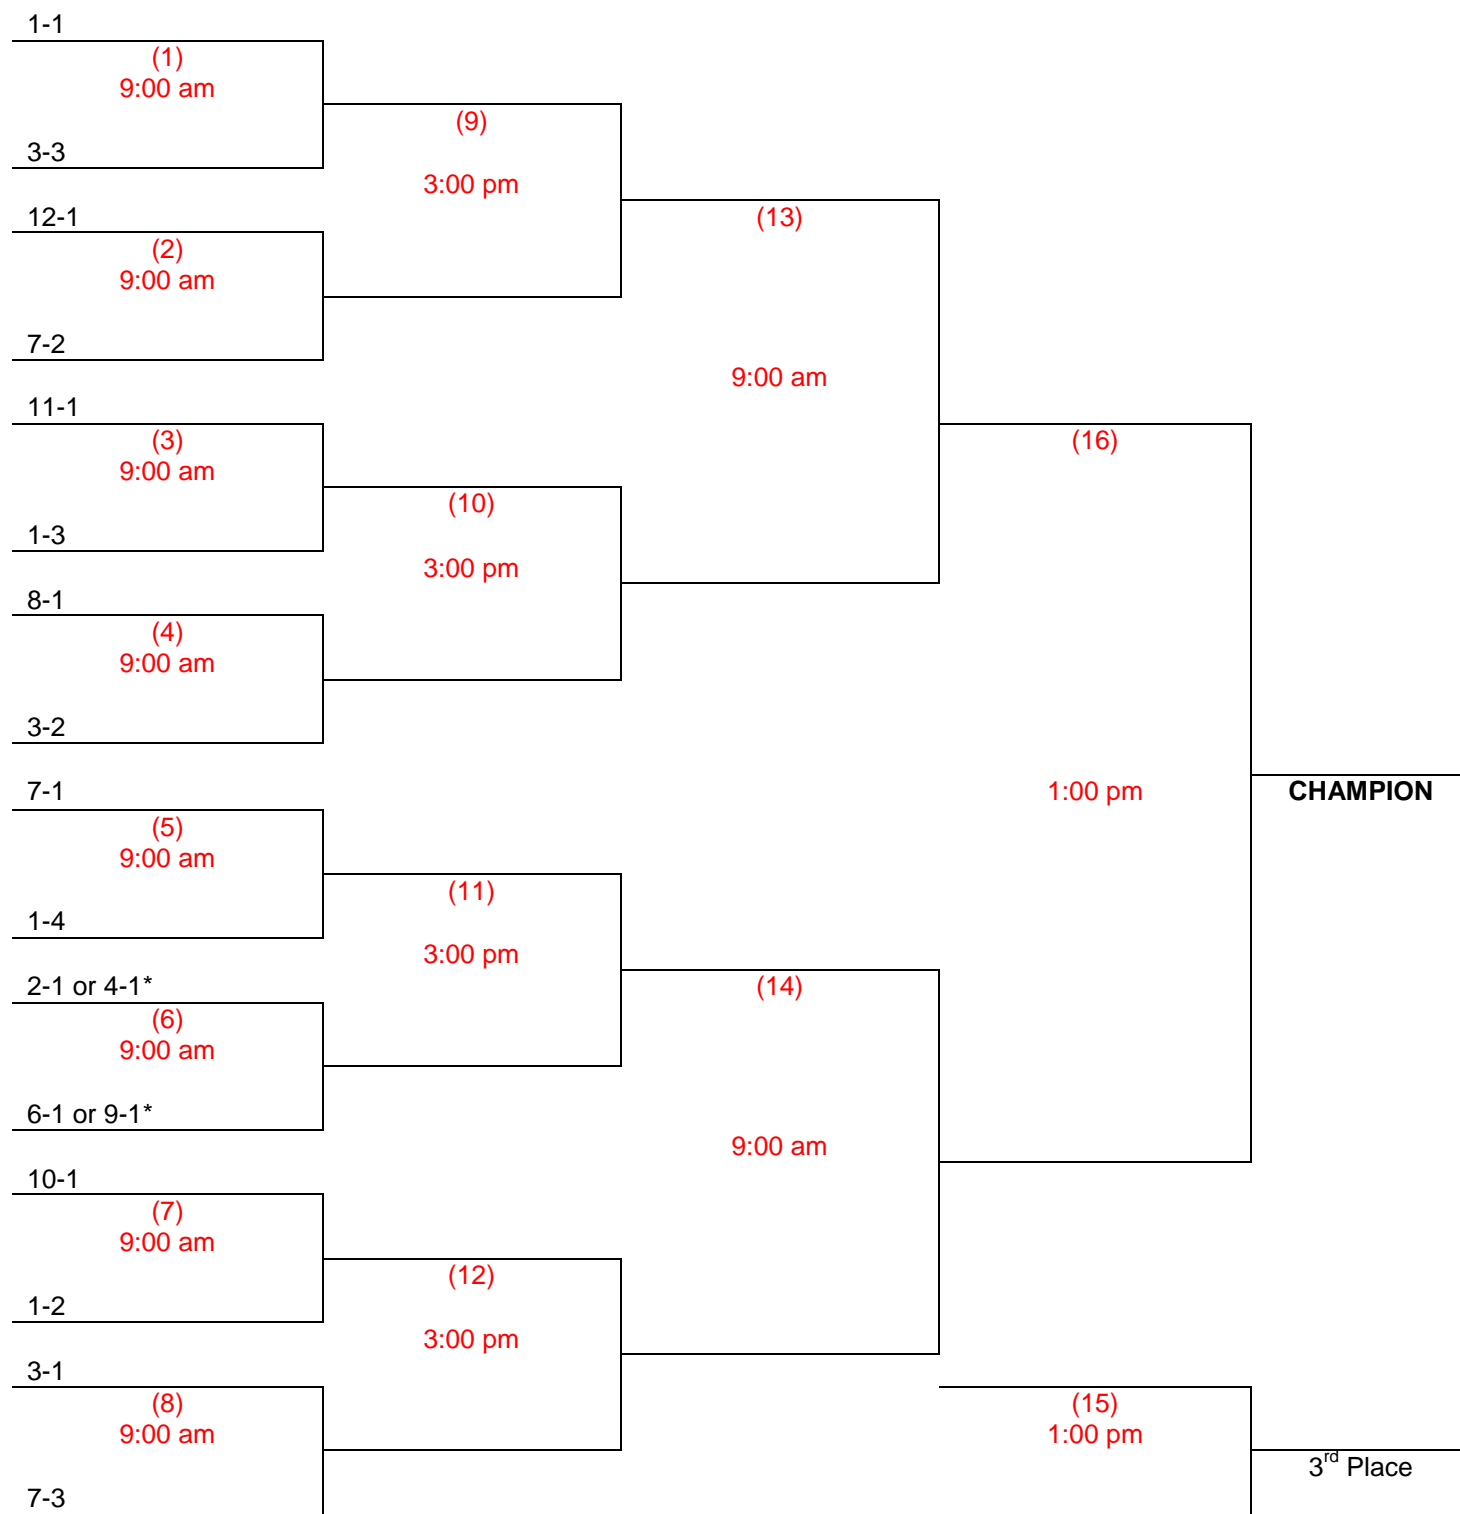 1-1
(1)
9:00 am
3-3
(9)
3:00 pm
12-1
(2)
9:00 am
7-2
(13)
9:00 am
11-1
(3)
9:00 am
1-3
(10)
3:00 pm
8-1
(4)
9:00 am
3-2
(16)
1:00 pm
CHAMPION
7-1
(5)
9:00 am
1-4
(11)
3:00 pm
2-1 or 4-1*
(6)
9:00 am
6-1 or 9-1*
(14)
9:00 am
10-1
(7)
9:00 am
1-2
(12)
3:00 pm
3-1
(8)
9:00 am
7-3
(15)
1:00 pm
3rd Place